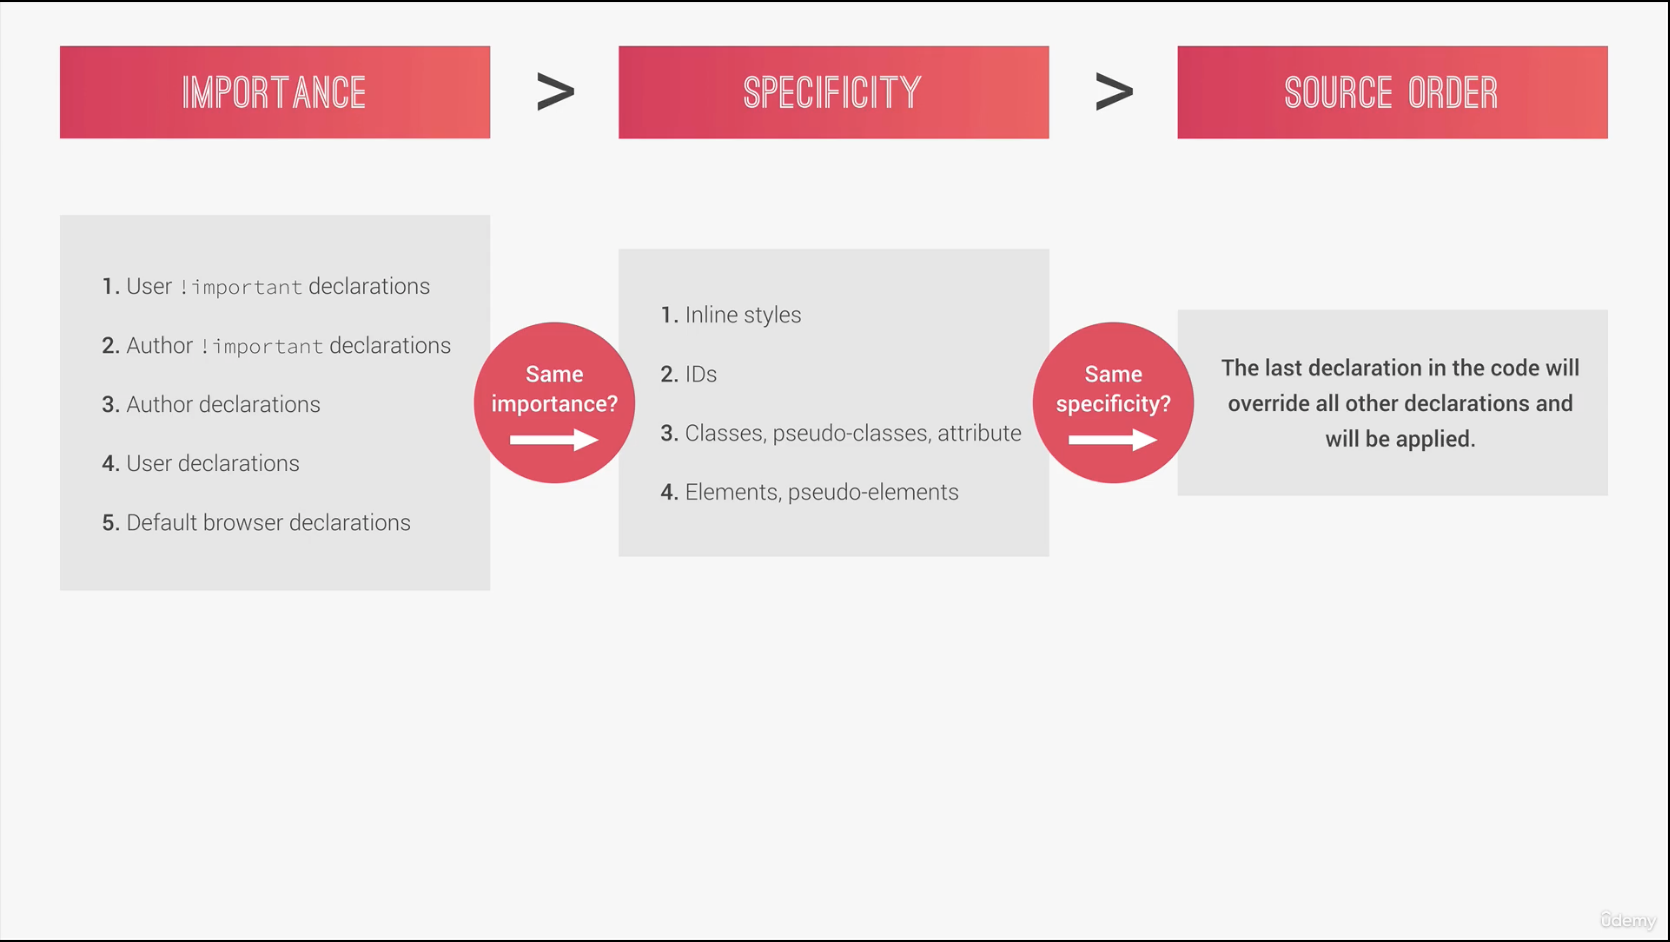 IMPORTANCE
>
SPECIFICITY
>
SOURCE ORDER
1. User !important declarations
2. Author !important declarations
3. Author declarations
4. User declarations
5. Default browser declarations
Same
importance?
1. Inline styles
2. IDs
3. Classes, pseudo-classes, attribute
4. Elements, pseudo-elements
Same
specificity?
The last declaration in the code will
override all other declarations and
will be applied.
ûdemy